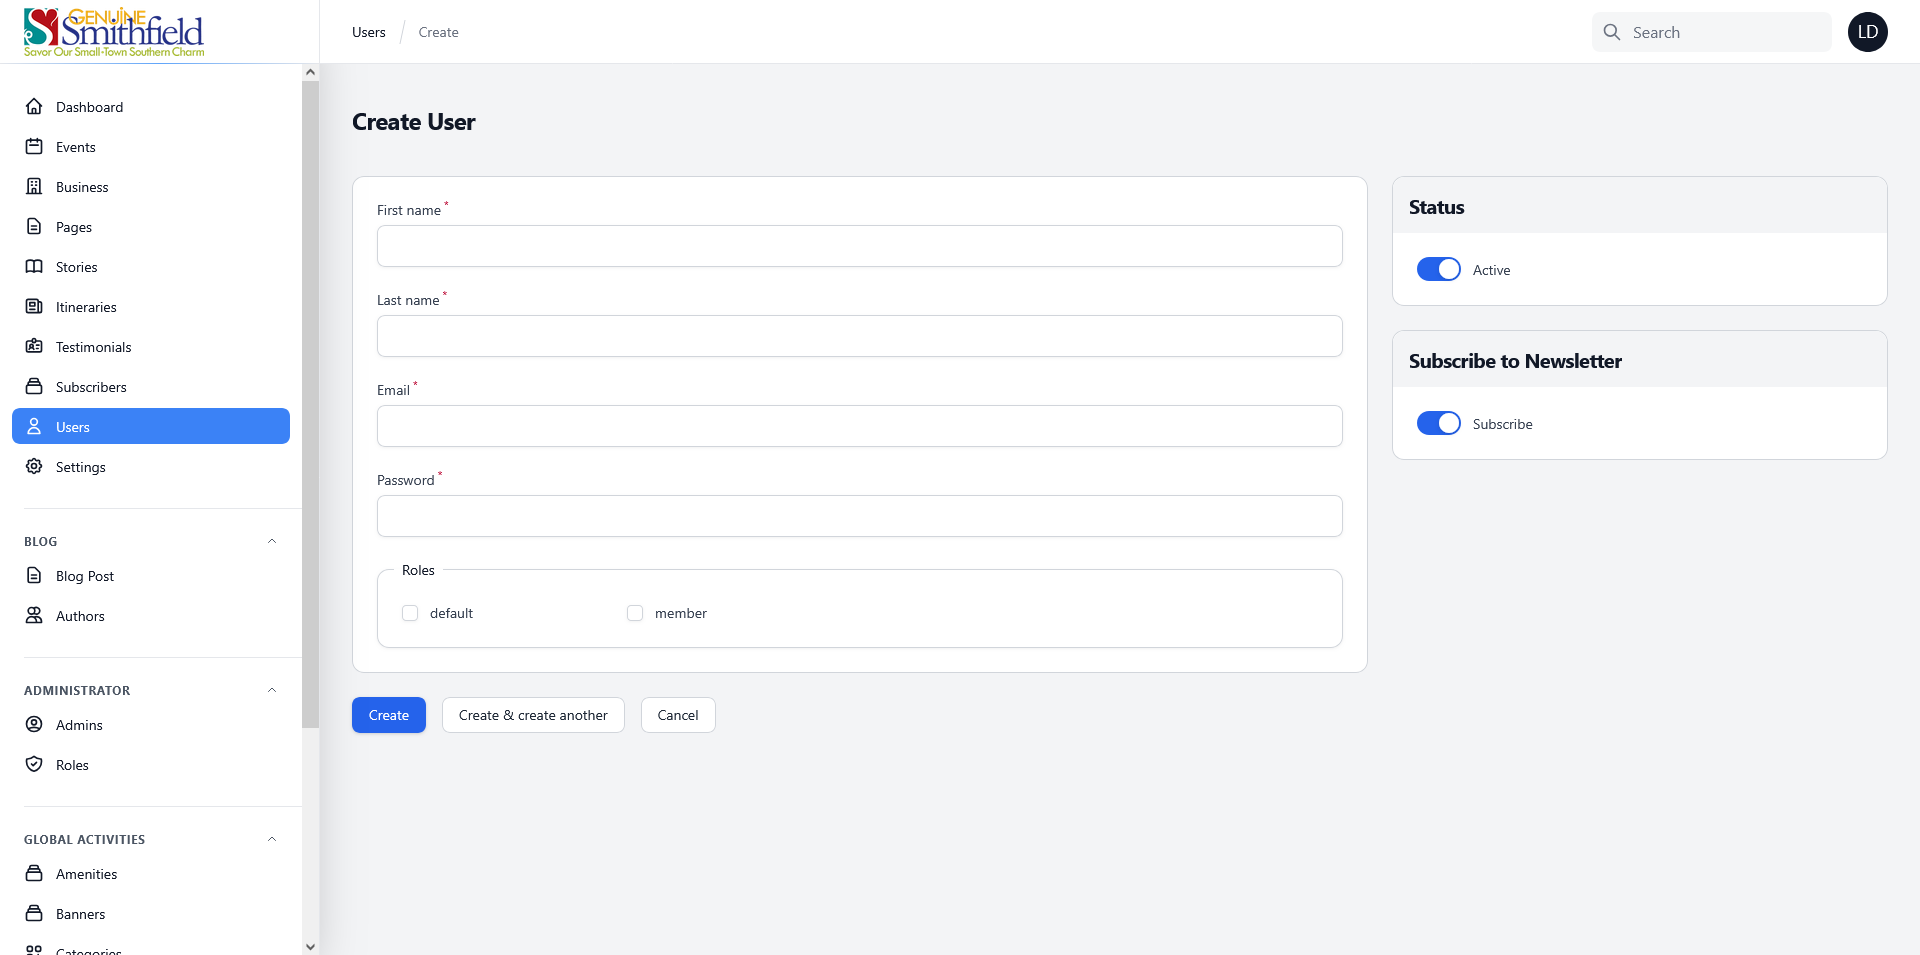 GENUINE
Smithfield
Savor Our Small-Town Southern Charm
Users / Create
Search
LD
Dashboard
Events
Business
Pages
Stories
Itineraries
Testimonials
Subscribers
Users
Settings
BLOG
Blog Post
Authors
ADMINISTRATOR
Admins
Roles
GLOBAL ACTIVITIES
Amenities
Banners
Categories
Create User
First name *
Last name *
Email *
Password *
Roles
default
member
Create
Create & create another
Cancel
Status
Active
Subscribe to Newsletter
Subscribe